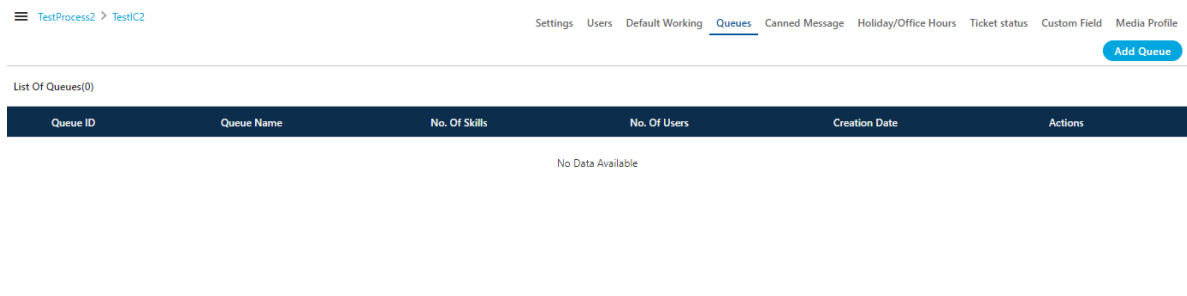 TestProcess2 > TestIC2
Settings Users Default Working Queues Canned Message Holiday/Office Hours Ticket status Custom Field Media Profile
Add Queue
List Of Queues(0)
Queue ID Queue Name No. Of Skills No. Of Users Creation Date Actions
No Data Available